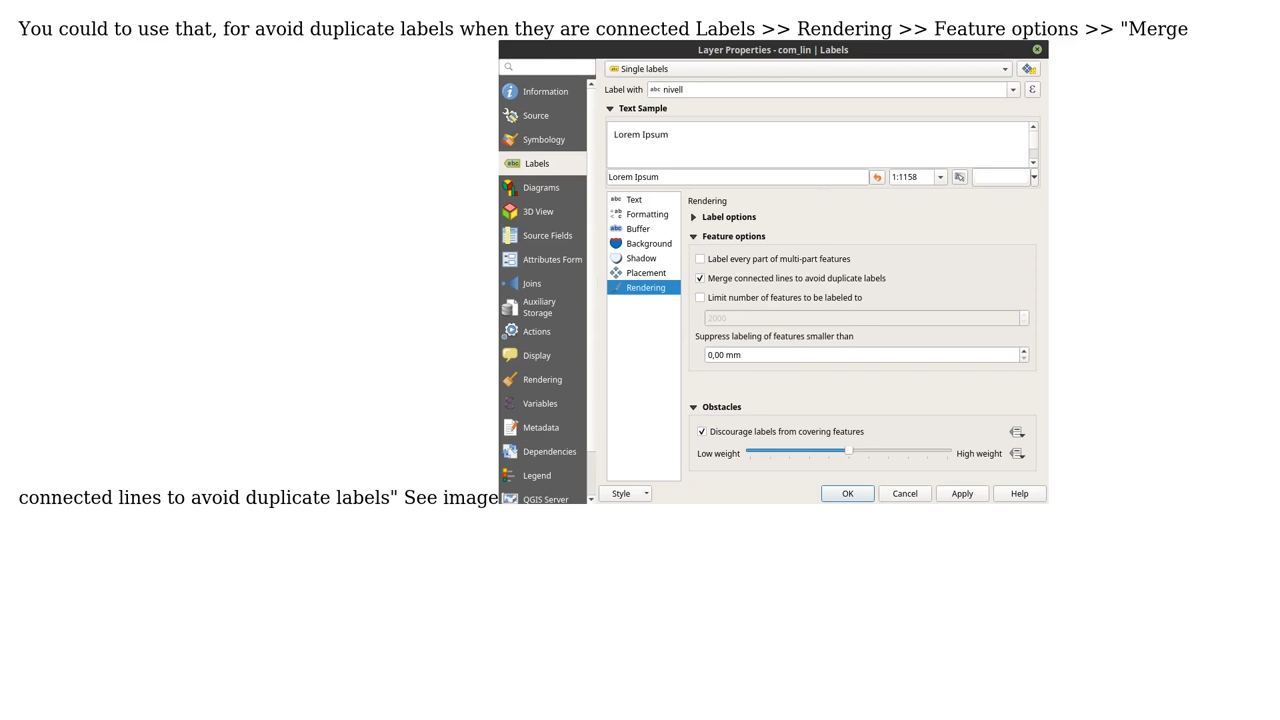 You could to use that, for avoid duplicate labels when they are connected Labels >> Rendering >> Feature options >> "Merge
Layer Properties - com_lin | Labels
Single labels
Label with abc nivell
Text Sample
Lorem Ipsum
Lorem Ipsum
1:1158
Information
Source
Symbology
abc Labels
Diagrams
3D View
Source Fields
Attributes Form
Joins
Auxiliary
Storage
Actions
Display
Rendering
Variables
Metadata
Dependencies
Legend
QGIS Server
abc Text
Formatting
abc Buffer
Background
Shadow
Placement
Rendering
Rendering
Label options
Feature options
Label every part of multi-part features
Merge connected lines to avoid duplicate labels
Limit number of features to be labeled to
2000
Suppress labeling of features smaller than
0,00 mm
Obstacles
Discourage labels from covering features
Low weight High weight
Style OK Cancel Apply Help
connected lines to avoid duplicate labels" See image